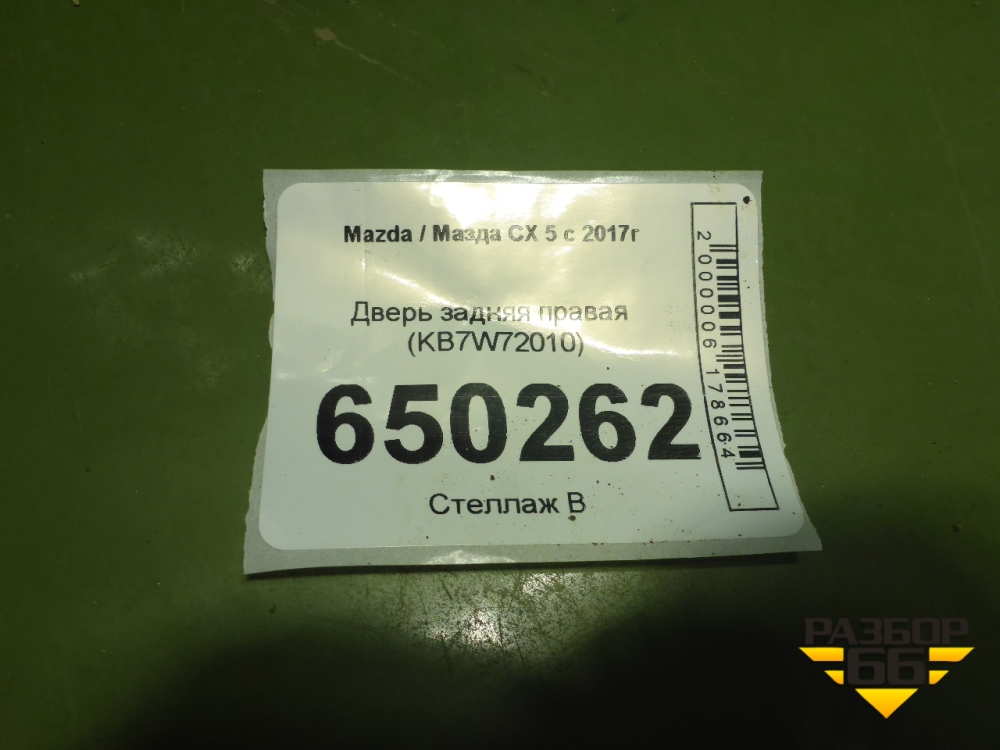 Mazda / Мазда CX 5 с 2017г
Дверь задняя правая
(KB7W72010)
650262
Стеллаж В
2000006178664
РАЗБОР
66